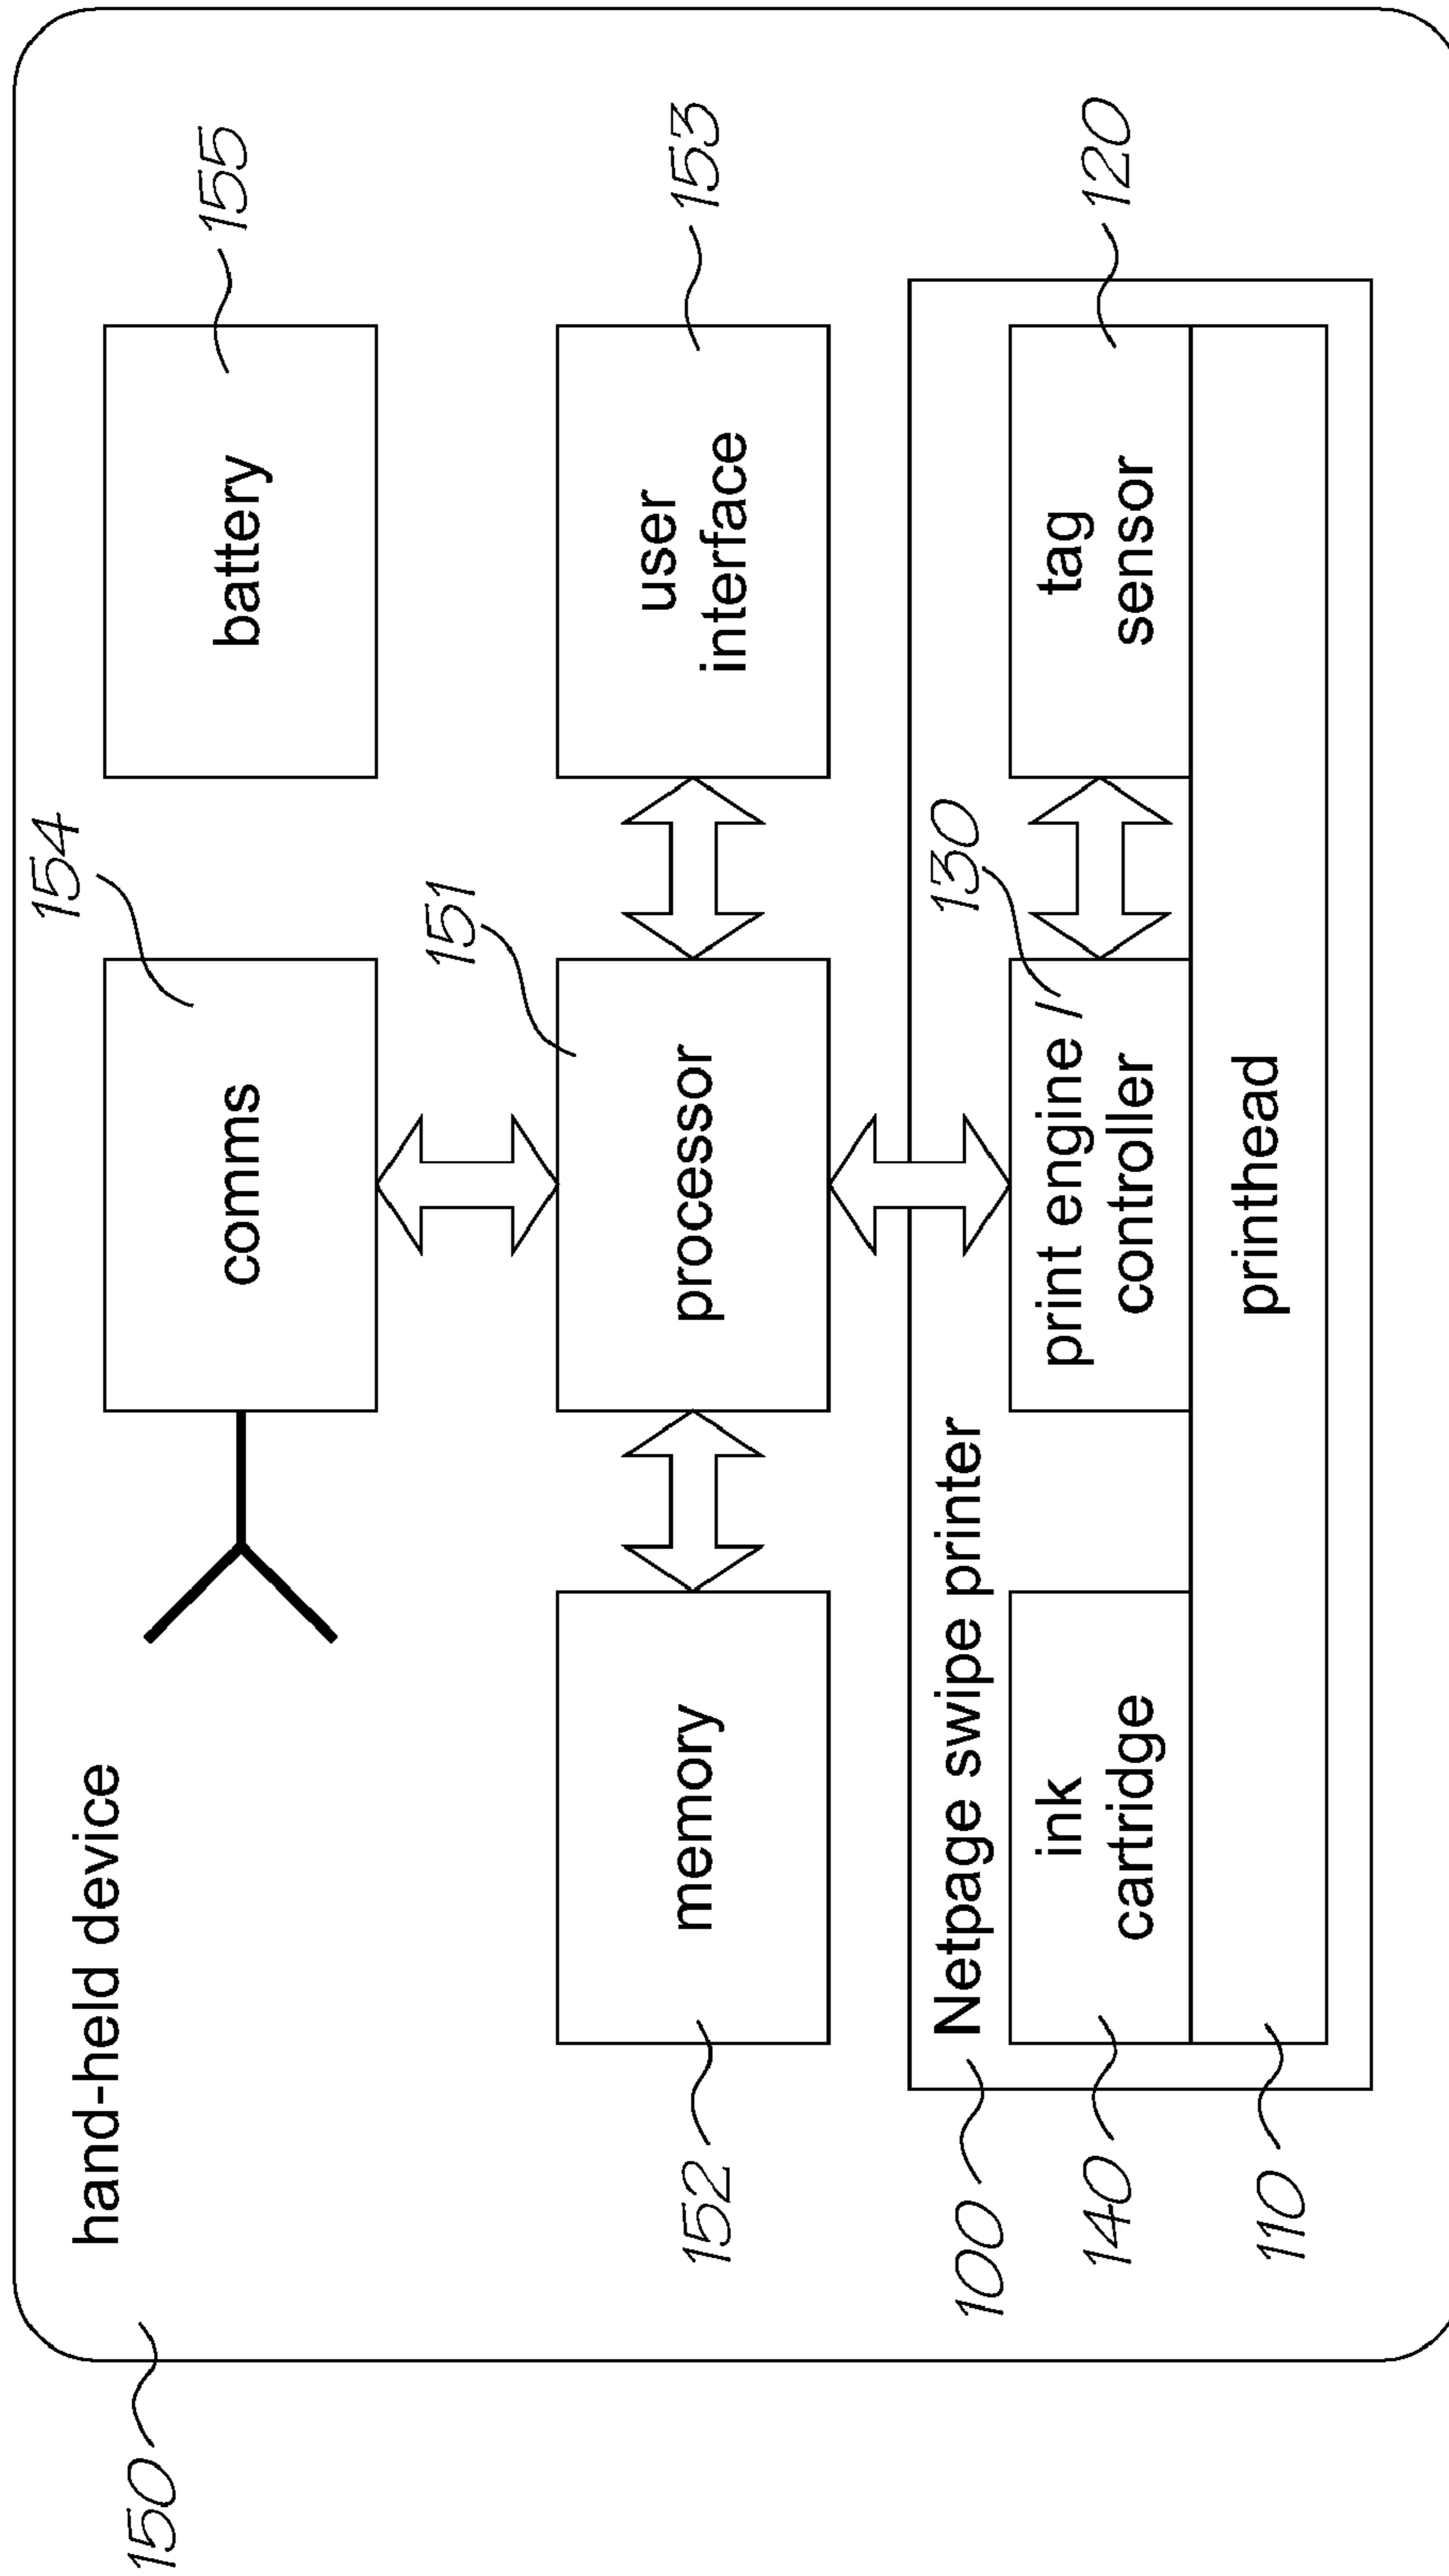 150
hand-held device
154
155
comms
battery
151
152
memory
processor
user
interface
153
100
Netpage swipe printer
130
140
ink
cartridge
print engine /
controller
tag
sensor
120
110
printhead